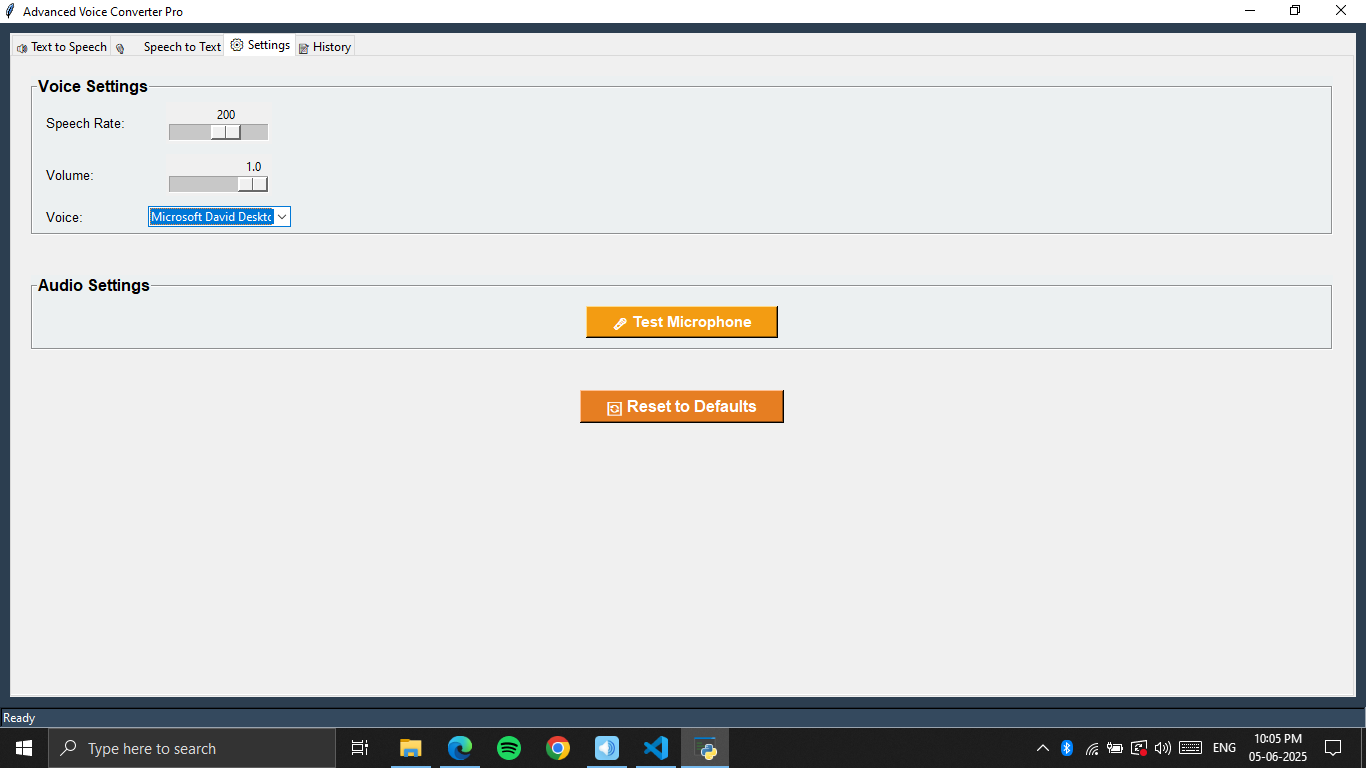 Advanced Voice Converter Pro
Text to Speech Speech to Text Settings History
Voice Settings
200
Speech Rate:
1.0
Volume:
Voice: Microsoft David Deskto
Audio Settings
Test Microphone
Reset to Defaults
Ready
Type here to search
ENG
10:05 PM
05-06-2025